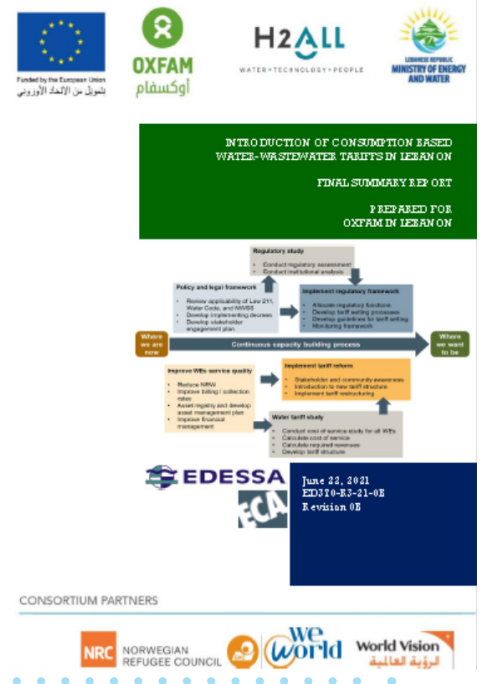 Funded by the European Union
بتمويل من الاتحاد الأوروبي
OXFAM
أوكسفام
H2ALL
WATER•TECHNOLOGY•PEOPLE
LEBANESE REPUBLIC
MINISTRY OF ENERGY
AND WATER
INTRODUCTION OF CONSUMPTION BASED
WATER-WASTEWATER TARIFFS IN LEBANON
FINAL SUMMARY REPORT
PREPARED FOR
OXFAM IN LEBANON
Regulatory study
• Conduct regulatory assessment
• Conduct institutional analysis
Policy and legal framework
• Review applicability of Law 211,
Water Code, and NWSS
• Develop implementing decrees
• Develop stakeholder
engagement plan
Implement regulatory framework
• Allocate regulatory functions
• Develop tariff setting processes
• Develop guidelines for tariff setting
• Monitoring framework
Where
we are
now
Continuous capacity building process
Where
we want
to be
Improve WEs service quality
• Reduce NRW
• Improve billing / collection
rates
• Asset registry and develop
asset management plan
• Improve financial
management
Implement tariff reform
• Stakeholder and community awareness
• Introduction to new tariff structure
• Implement tariff restructuring
Water tariff study
• Conduct cost of service study for all WEs
• Calculate cost of service
• Calculate required revenues
• Develop tariff structure
EDESSA
ECA
June 22, 2021
ED370-R3-21-0E
Revision 0E
CONSORTIUM PARTNERS
NRC
NORWEGIAN
REFUGEE COUNCIL
We
World
World Vision
الرؤية العالمية